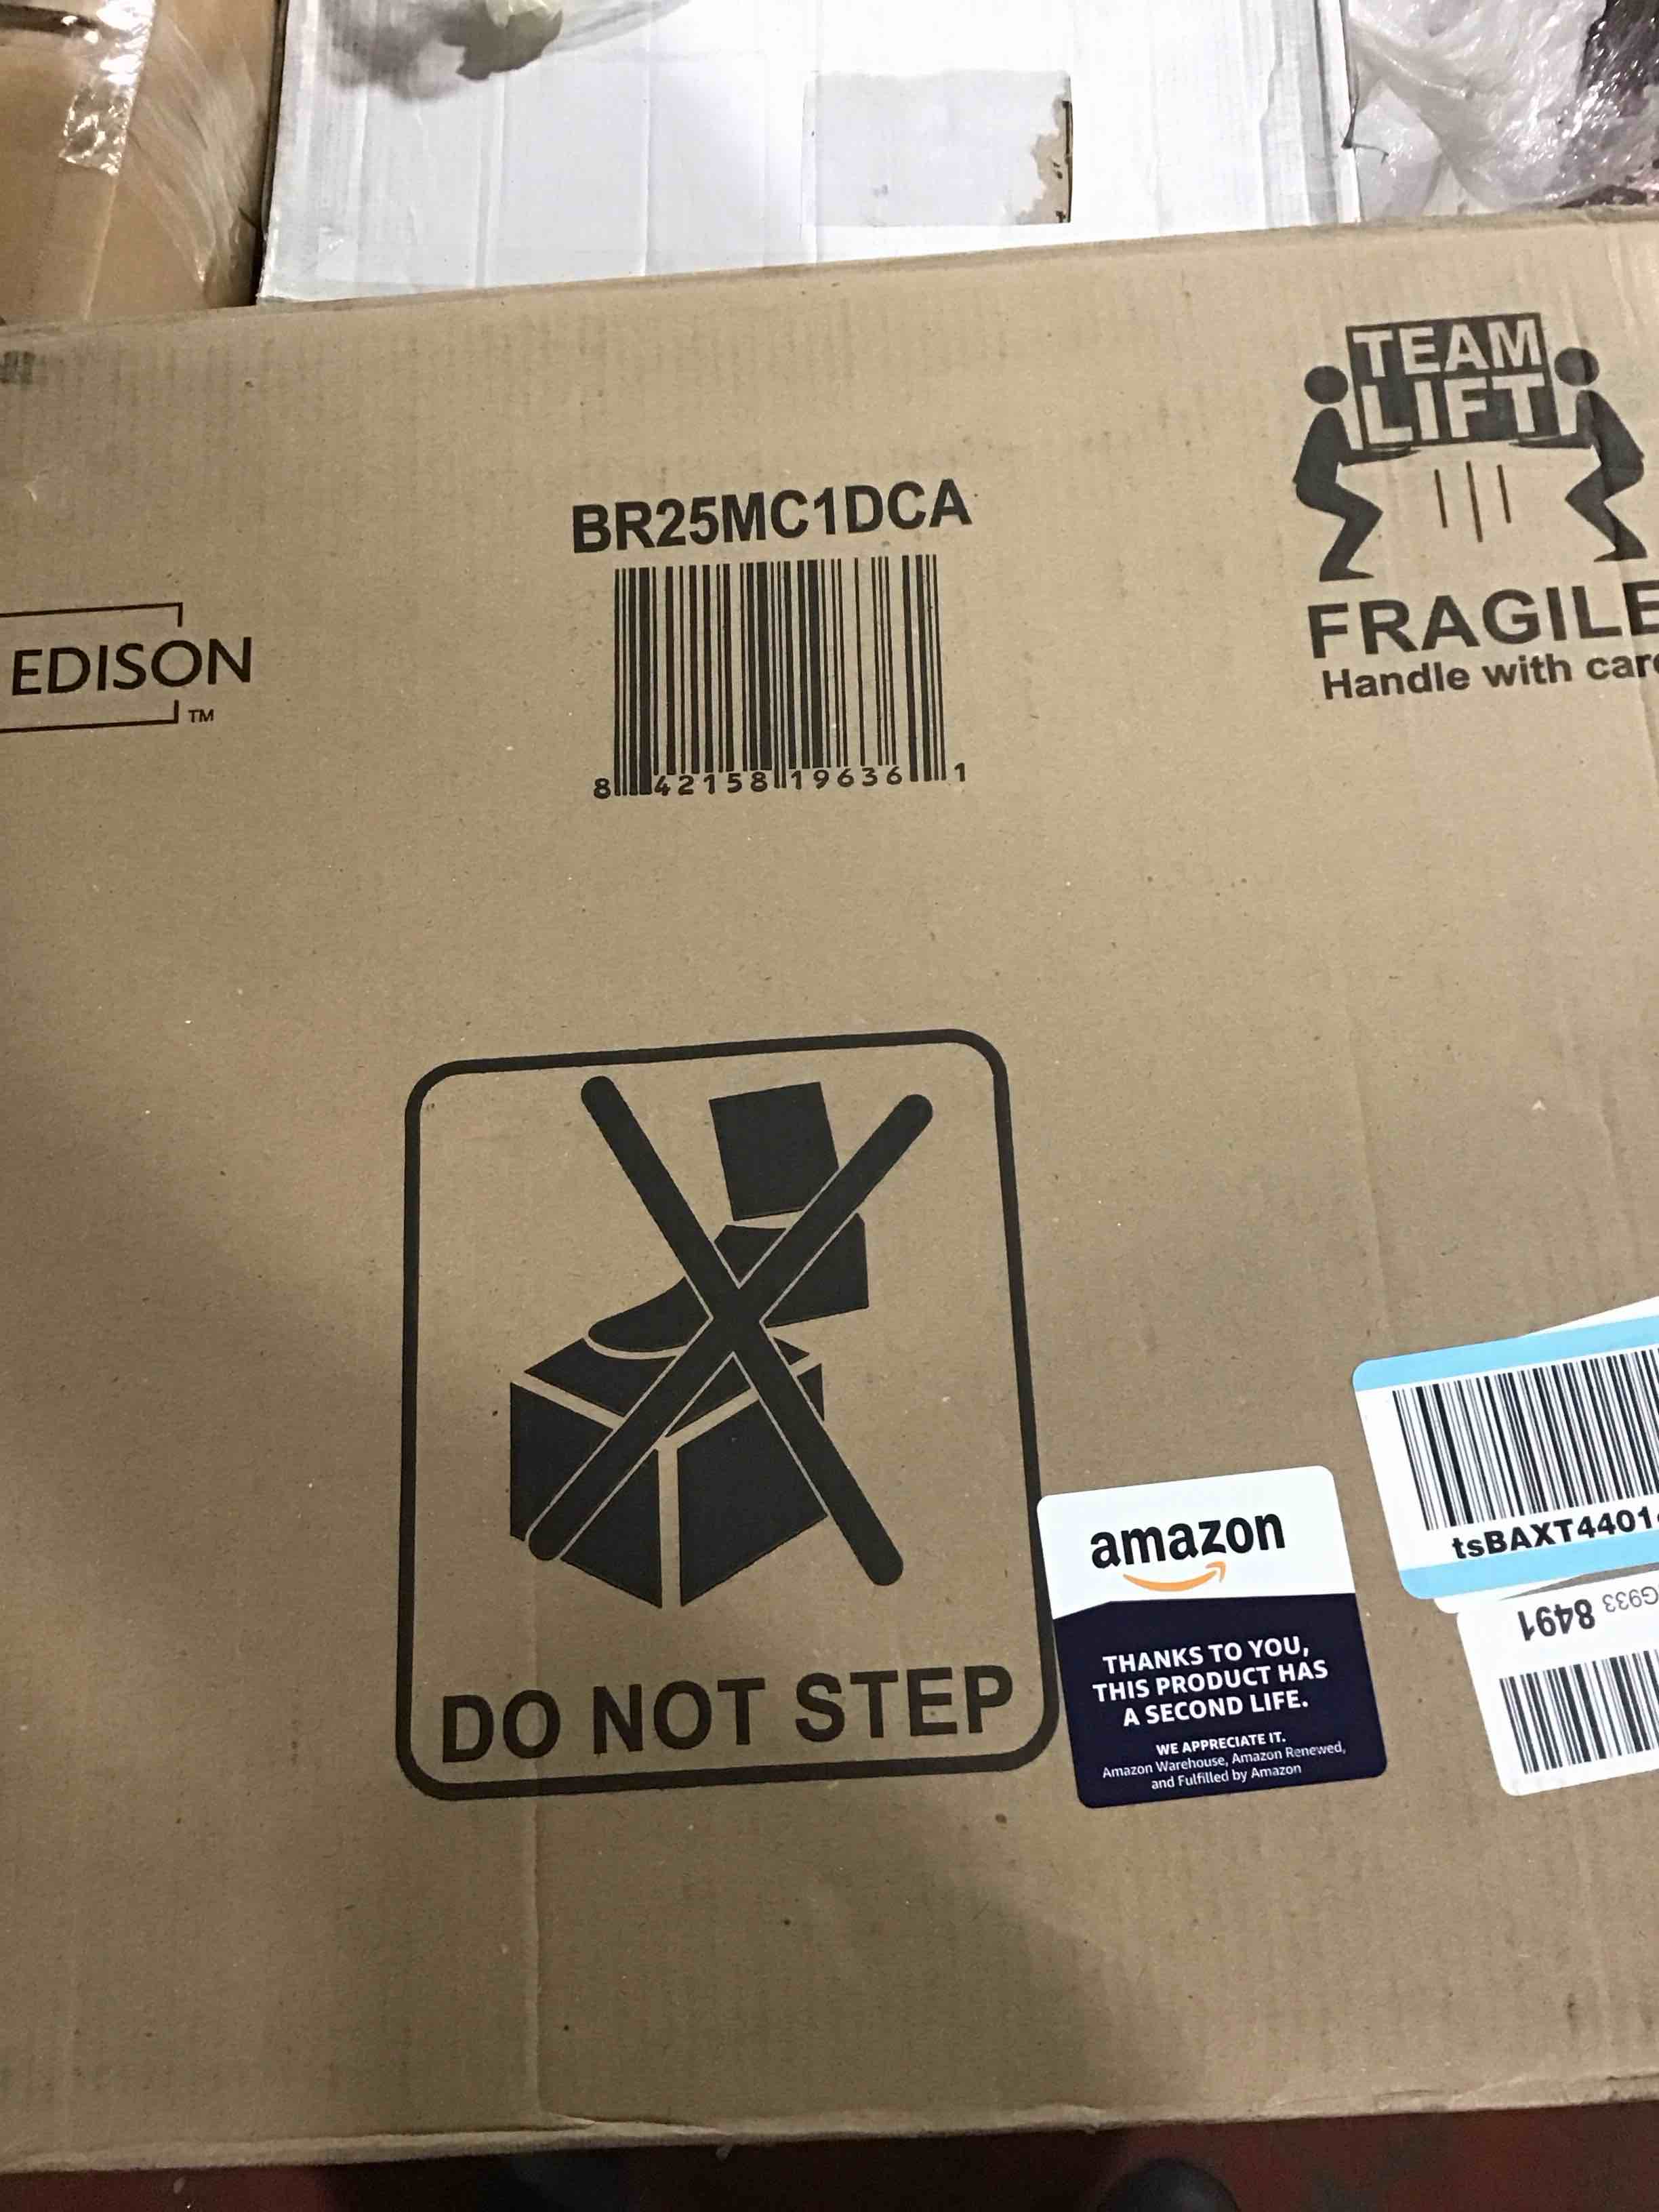 TEAM
LIFT
FRAGILE
Handle with care
BR25MC1DCA
8 42158 19636 1
EDISON
TM
DO NOT STEP
amazon
THANKS TO YOU,
THIS PRODUCT HAS
A SECOND LIFE.
WE APPRECIATE IT.
Amazon Warehouse, Amazon Renewed,
and Fulfilled by Amazon
tsBAXT4401
G933 8491